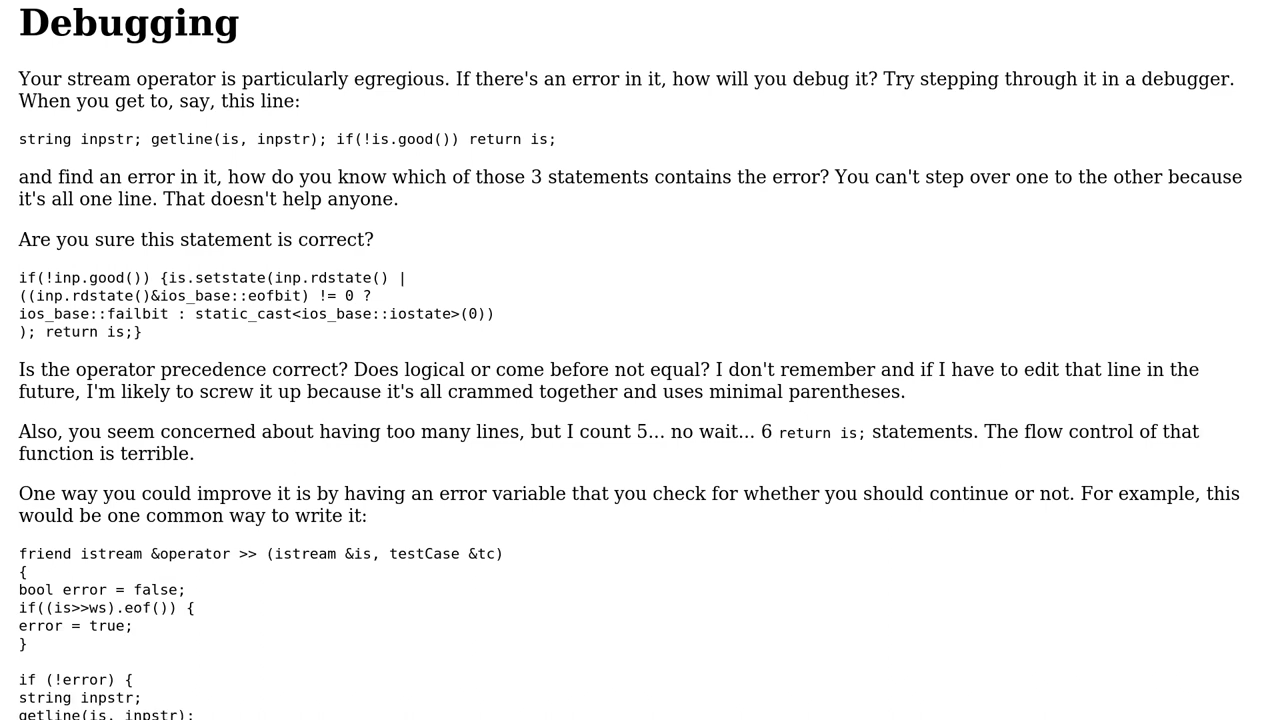 Debugging
Your stream operator is particularly egregious. If there's an error in it, how will you debug it? Try stepping through it in a debugger.
When you get to, say, this line:
string inpstr; getline(is, inpstr); if(!is.good()) return is;
and find an error in it, how do you know which of those 3 statements contains the error? You can't step over one to the other because
it's all one line. That doesn't help anyone.
Are you sure this statement is correct?
if(!inp.good()) {is.setstate(inp.rdstate() |
((inp.rdstate()&ios_base::eofbit) != 0 ?
ios_base::failbit : static_cast<ios_base::iostate>(0))
); return is;}
Is the operator precedence correct? Does logical or come before not equal? I don't remember and if I have to edit that line in the
future, I'm likely to screw it up because it's all crammed together and uses minimal parentheses.
Also, you seem concerned about having too many lines, but I count 5... no wait... 6 return is; statements. The flow control of that
function is terrible.
One way you could improve it is by having an error variable that you check for whether you should continue or not. For example, this
would be one common way to write it:
friend istream &operator >> (istream &is, testCase &tc)
{
bool error = false;
if((is>>ws).eof()) {
error = true;
}
if (!error) {
string inpstr;
getline(is, inpstr);